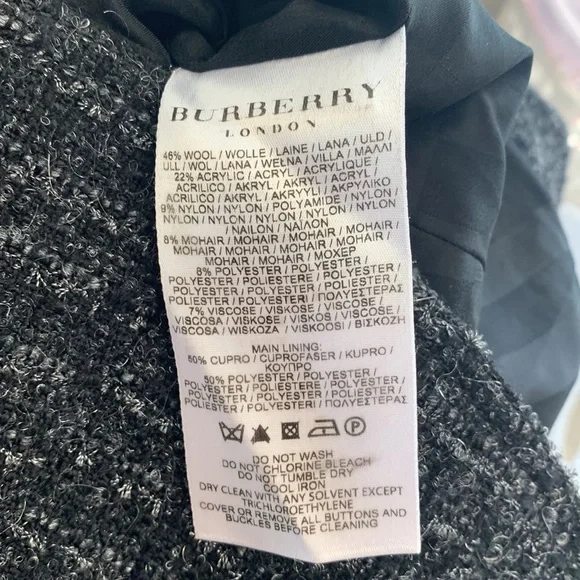 BURBERRY
LONDON
46% WOOL / WOLLE / LAINE / LANA / ULD /
ULL / WOL / LANA / WEŁNA / VILLA / ΜΑΛΛΙ
22% ACRYLIC / ACRYL / ACRYLIQUE /
ACRILICO / AKRYL / AKRYL / ACRYL /
ACRÍLICO / AKRYL / AKRYYLI / ΑΚΡΥΛΙΚΟ
9% NYLON / NYLON / POLYAMIDE / NYLON /
NYLON / NYLON / NYLON / NYLON / NYLON
/ NAILON / NAILON / ΝΑΙΛΟΝ
8% MOHAIR / MOHAIR / MOHAIR / MOHAIR /
MOHAIR / MOHAIR / MOHAIR / MOHAIR /
MOHAIR / MOHAIR / ΜΟΧΕΡ
8% POLYESTER / POLYESTER /
POLYESTER / POLIESTERE / POLYESTER /
POLYESTER / POLYESTER / POLIÉSTER /
POLIESTER / POLYESTERI / ΠΟΛΥΕΣΤΕΡΑΣ
7% VISCOSE / VISKOSE / VISCOSE /
VISCOSA / VISKOSE / VISKOS / VISCOSE /
VISCOSA / WISKOZA / VISKOOSI / ΒΙΣΚΟΖΗ
MAIN LINING:
50% CUPRO / CUPROFASER / KUPRO /
ΚΟΥΠΡΟ
50% POLYESTER / POLYESTER /
POLYESTER / POLIESTERE / POLYESTER /
POLYESTER / POLYESTER / POLIÉSTER /
POLIESTER / POLYESTERI / ΠΟΛΥΕΣΤΕΡΑΣ
P
DO NOT WASH
DO NOT CHLORINE BLEACH
DO NOT TUMBLE DRY
COOL IRON
DRY CLEAN WITH ANY SOLVENT EXCEPT
TRICHLOROETHYLENE
COVER OR REMOVE ALL BUTTONS AND
BUCKLES BEFORE CLEANING